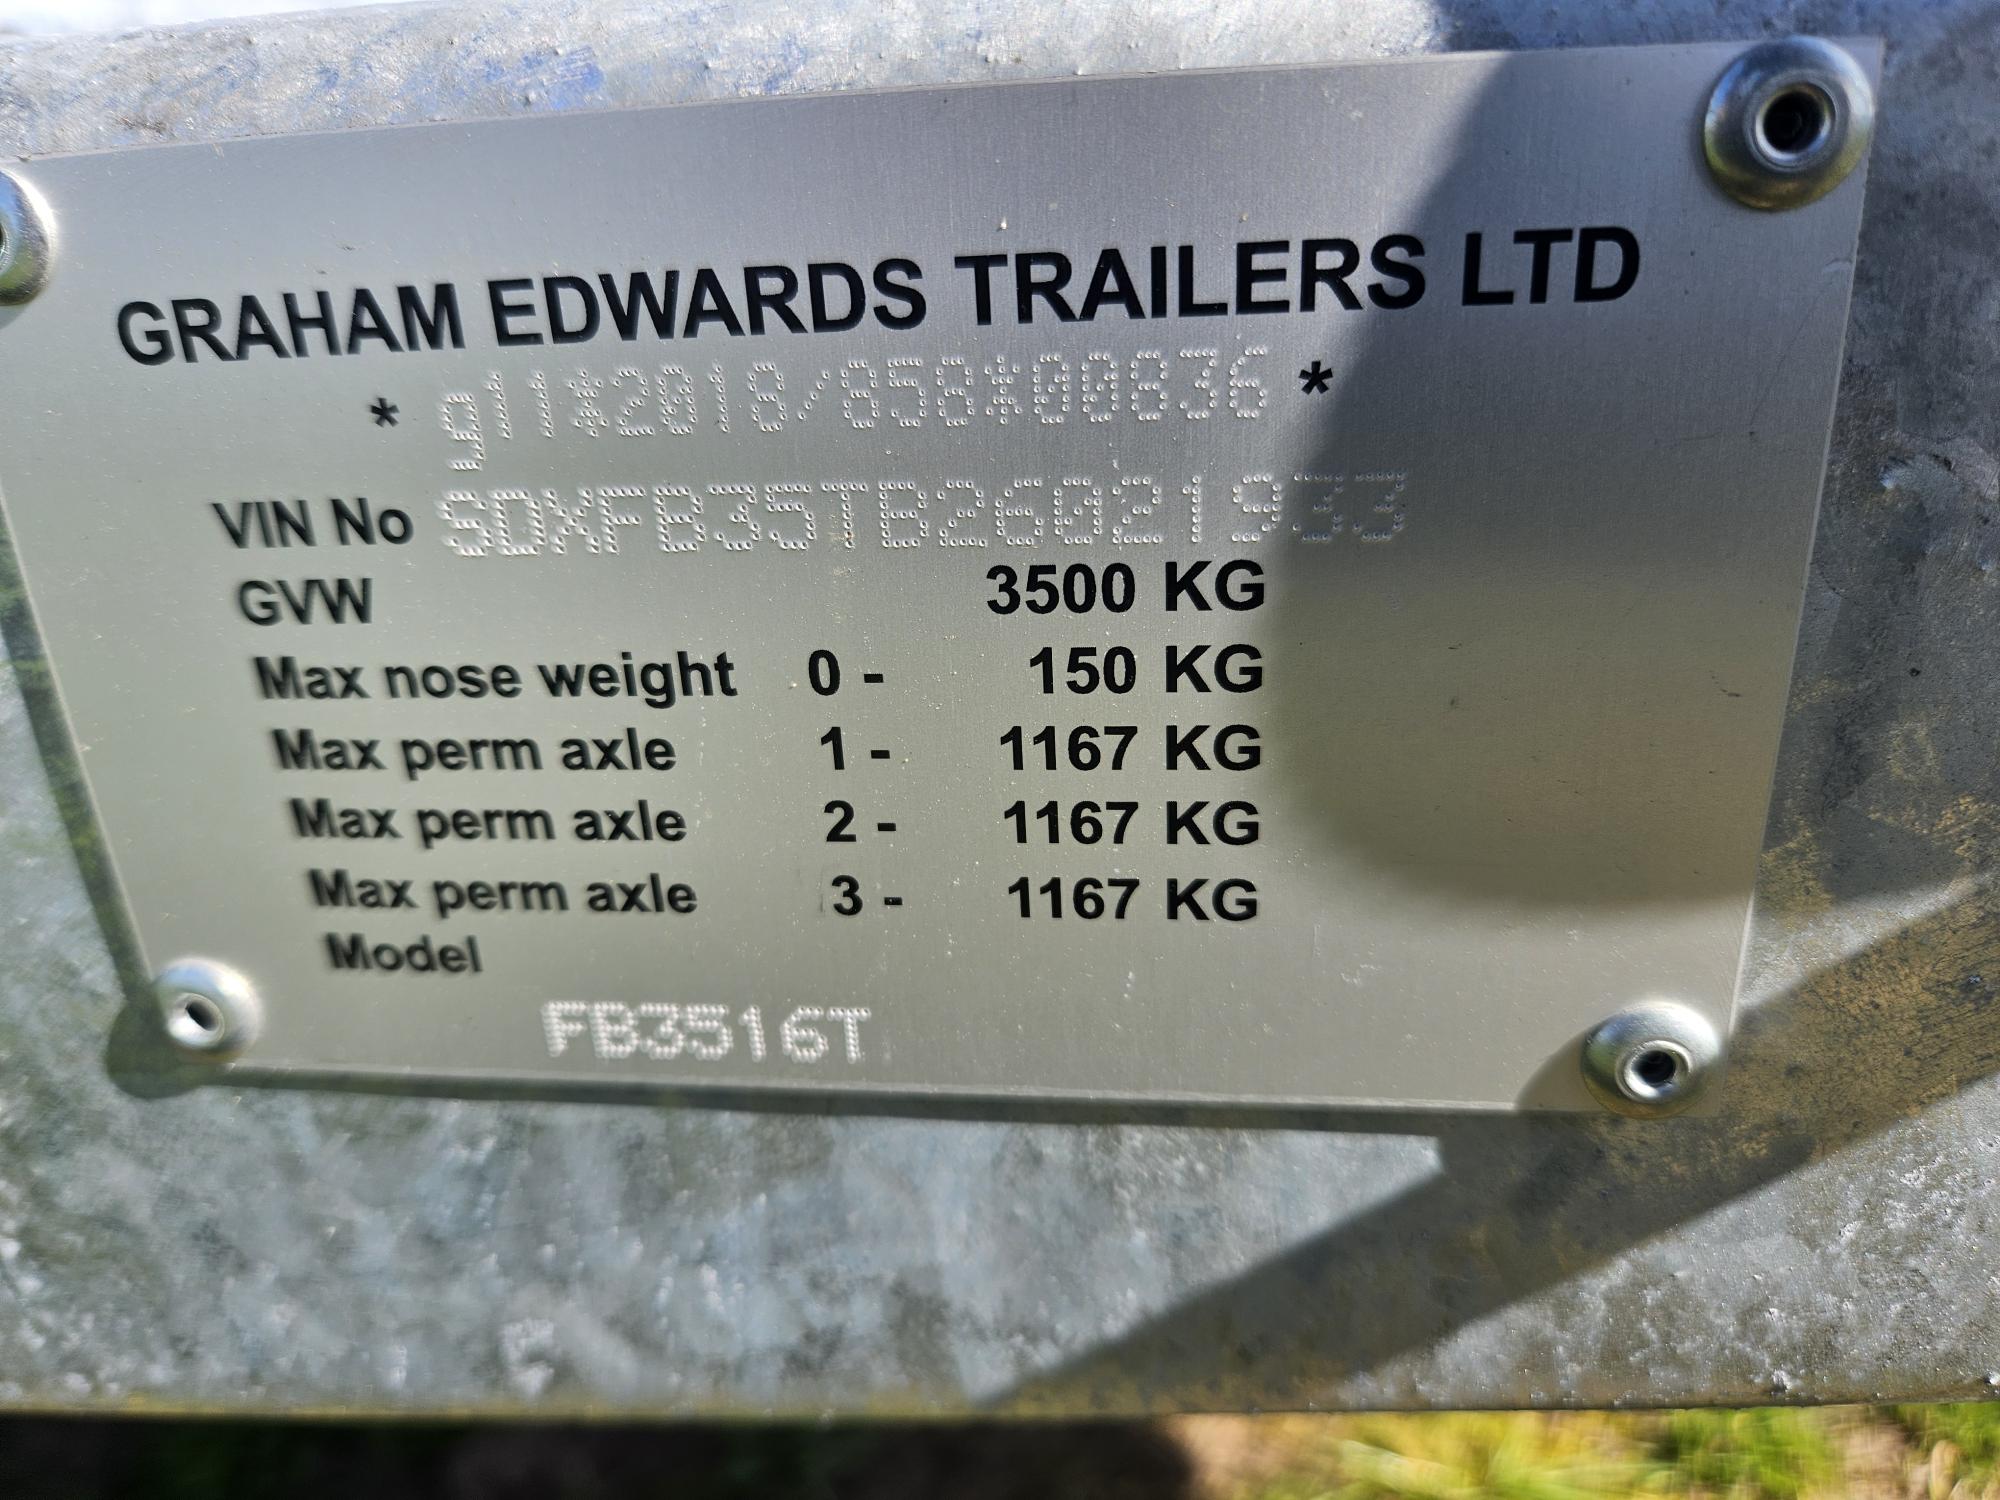 GRAHAM EDWARDS TRAILERS LTD
* g11*2018/858*00836 *
VIN No SDXFB35TB26021933
GVW 3500 KG
Max nose weight 0 - 150 KG
Max perm axle 1 - 1167 KG
Max perm axle 2 - 1167 KG
Max perm axle 3 - 1167 KG
Model
FB3516T